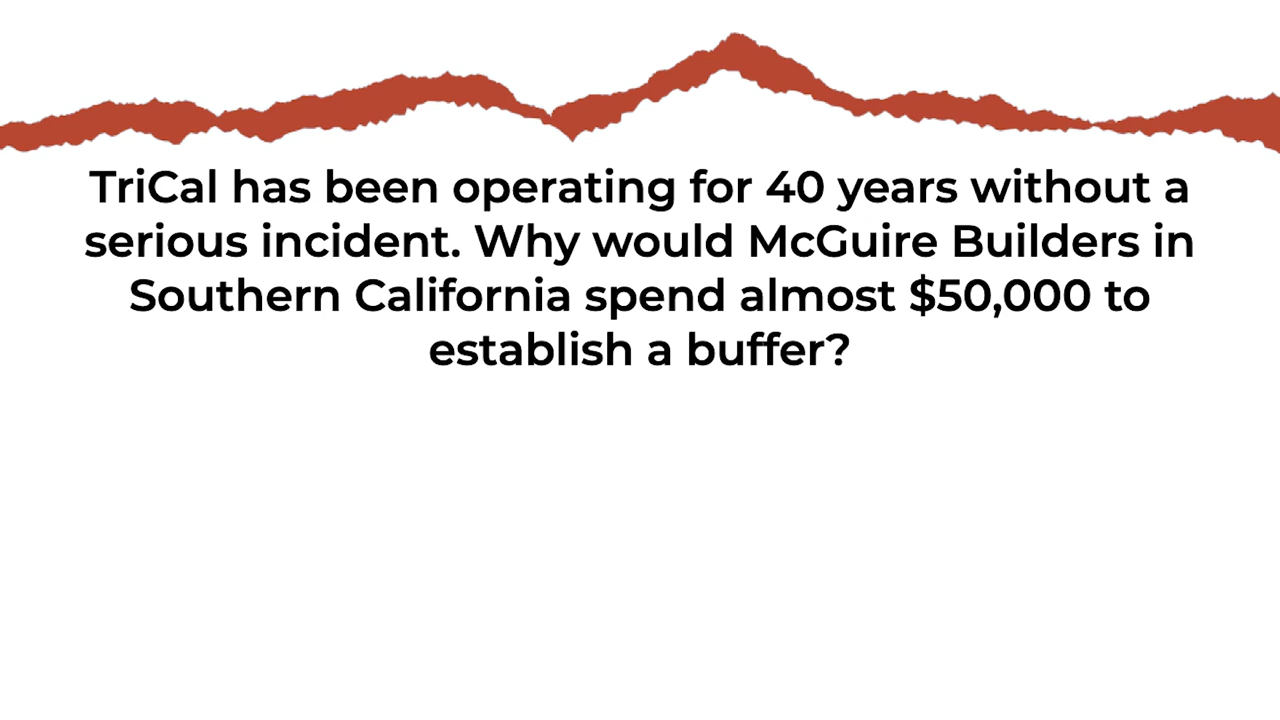 TriCal has been operating for 40 years without a
serious incident. Why would McGuire Builders in
Southern California spend almost $50,000 to
establish a buffer?